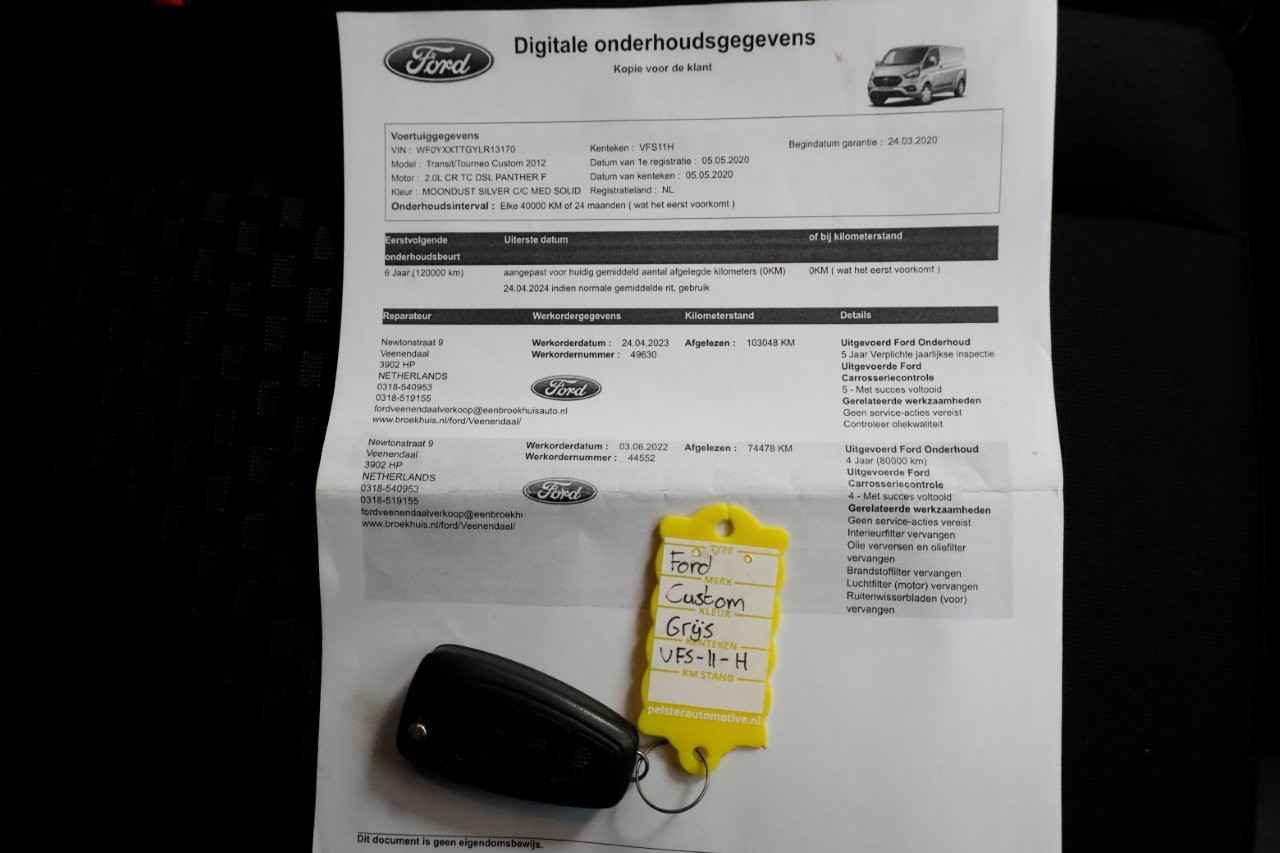 Ford
Digitale onderhoudsgegevens
Kopie voor de klant
Voertuiggegevens
VIN : WF0YXXTTGYLR13170 Kenteken : VFS11H Begindatum garantie : 24.03.2020
Model : Transit/Tourneo Custom 2012 Datum van 1e registratie : 05.05.2020
Motor : 2.0L CR TC DSL PANTHER F Datum van kenteken : 05.05.2020
Kleur : MOONDUST SILVER C/C MED SOLID Registratieland : NL
Onderhoudsinterval : Elke 40000 KM of 24 maanden ( wat het eerst voorkomt )
Eerstvolgende onderhoudsbeurt Uiterste datum of bij kilometerstand
6 Jaar (120000 km) aangepast voor huidig gemiddeld aantal afgelegde kilometers (0KM) 0KM ( wat het eerst voorkomt )
24.04.2024 indien normale gemiddelde rit, gebruik
Reparateur Werkordergegevens Kilometerstand Details
Newtonstraat 9
Veenendaal
3902 HP
NETHERLANDS
0318-540953
0318-519155
fordveenendaalverkoop@eenbroekhuisauto.nl
www.broekhuis.nl/ford/Veenendaal/
Werkorderdatum : 24.04.2023
Werkordernummer : 49630
Ford
Afgelezen : 103048 KM
Uitgevoerd Ford Onderhoud
5 Jaar Verplichte jaarlijkse inspectie
Uitgevoerde Ford
Carrosseriecontrole
5 - Met succes voltooid
Gerelateerde werkzaamheden
Geen service-acties vereist
Controleer oliekwaliteit
Newtonstraat 9
Veenendaal
3902 HP
NETHERLANDS
0318-540953
0318-519155
fordveenendaalverkoop@eenbroekh
www.broekhuis.nl/ford/Veenendaal/
Werkorderdatum : 03.06.2022
Werkordernummer : 44552
Ford
Afgelezen : 74478 KM
Uitgevoerd Ford Onderhoud
4 Jaar (80000 km)
Uitgevoerde Ford
Carrosseriecontrole
4 - Met succes voltooid
Gerelateerde werkzaamheden
Geen service-acties vereist
Interieurfilter vervangen
Olie verversen en oliefilter
vervangen
Brandstoffilter vervangen
Luchtfilter (motor) vervangen
Ruitenwisserbladen (voor)
vervangen
TYPE
Ford
MERK
Custom
KLEUR
Grijs
KENTEKEN
VFS-11-H
KM STAND
pelsterautomotive.nl
Dit document is geen eigendomsbewijs.